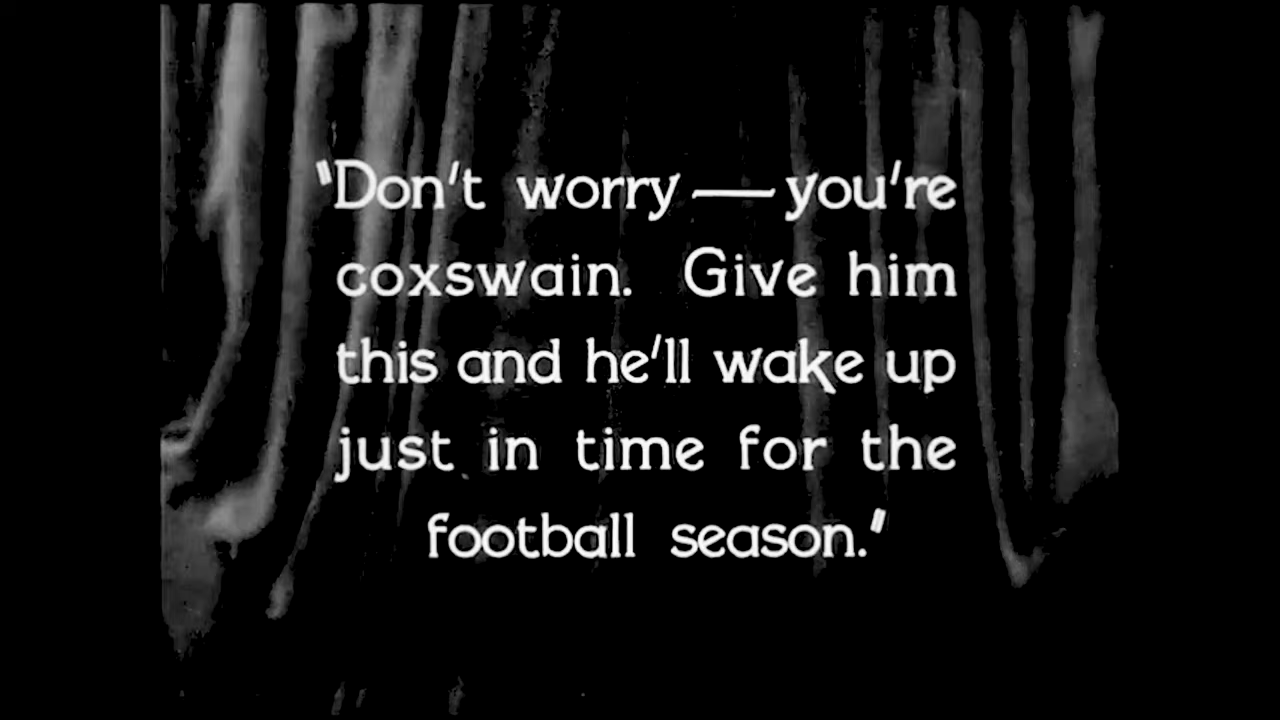 "Don't worry — you're
coxswain. Give him
this and he'll wake up
just in time for the
football season."